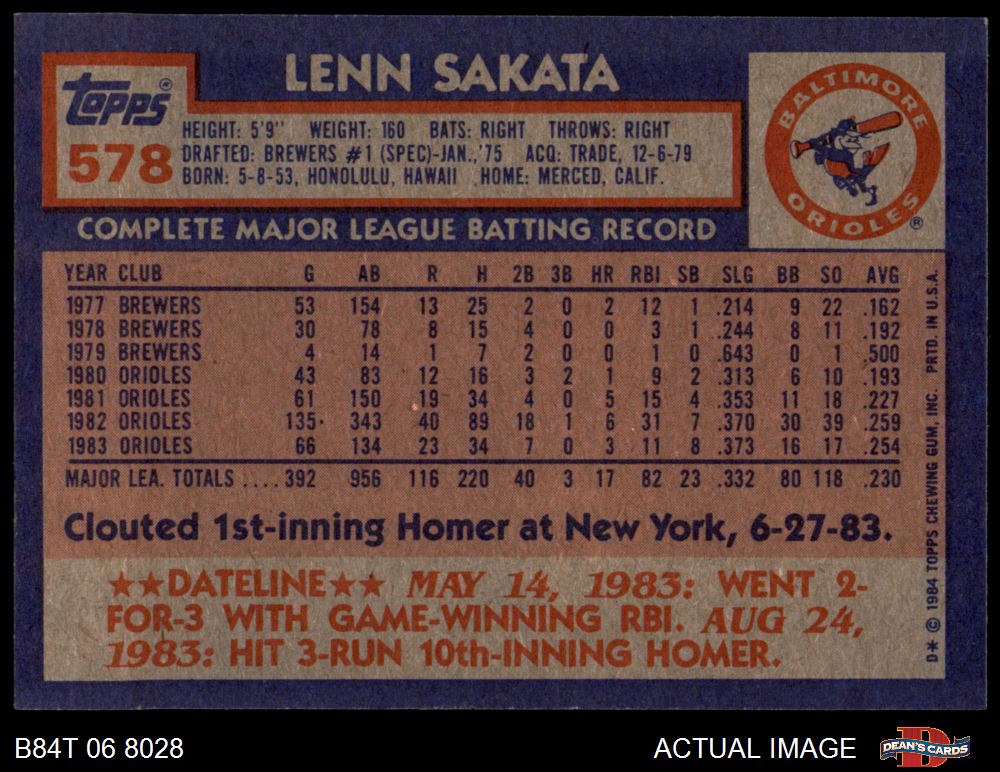 Topps®
578
LENN SAKATA
HEIGHT: 5'9" WEIGHT: 160 BATS: RIGHT THROWS: RIGHT
DRAFTED: BREWERS #1 (SPEC)-JAN.,'75 ACQ: TRADE, 12-6-79
BORN: 5-8-53, HONOLULU, HAWAII HOME: MERCED, CALIF.
BALTIMORE
ORIOLES®
COMPLETE MAJOR LEAGUE BATTING RECORD
YEAR CLUB G AB R H 2B 3B HR RBI SB SLG BB SO AVG
1977 BREWERS 53 154 13 25 2 0 2 12 1 .214 9 22 .162
1978 BREWERS 30 78 8 15 4 0 0 3 1 .244 8 11 .192
1979 BREWERS 4 14 1 7 2 0 0 1 0 .643 0 1 .500
1980 ORIOLES 43 83 12 16 3 2 1 9 2 .313 6 10 .193
1981 ORIOLES 61 150 19 34 4 0 5 15 4 .353 11 18 .227
1982 ORIOLES 135 343 40 89 18 1 6 31 7 .370 30 39 .259
1983 ORIOLES 66 134 23 34 7 0 3 11 8 .373 16 17 .254
MAJOR LEA. TOTALS .... 392 956 116 220 40 3 17 82 23 .332 80 118 .230
Clouted 1st-inning Homer at New York, 6-27-83.
★★DATELINE★★ MAY 14, 1983: WENT 2-
FOR-3 WITH GAME-WINNING RBI. AUG 24,
1983: HIT 3-RUN 10th-INNING HOMER.
D* © 1984 TOPPS CHEWING GUM, INC. PRTD. IN U.S.A.
B84T 06 8028
ACTUAL IMAGE
DEAN'S CARDS